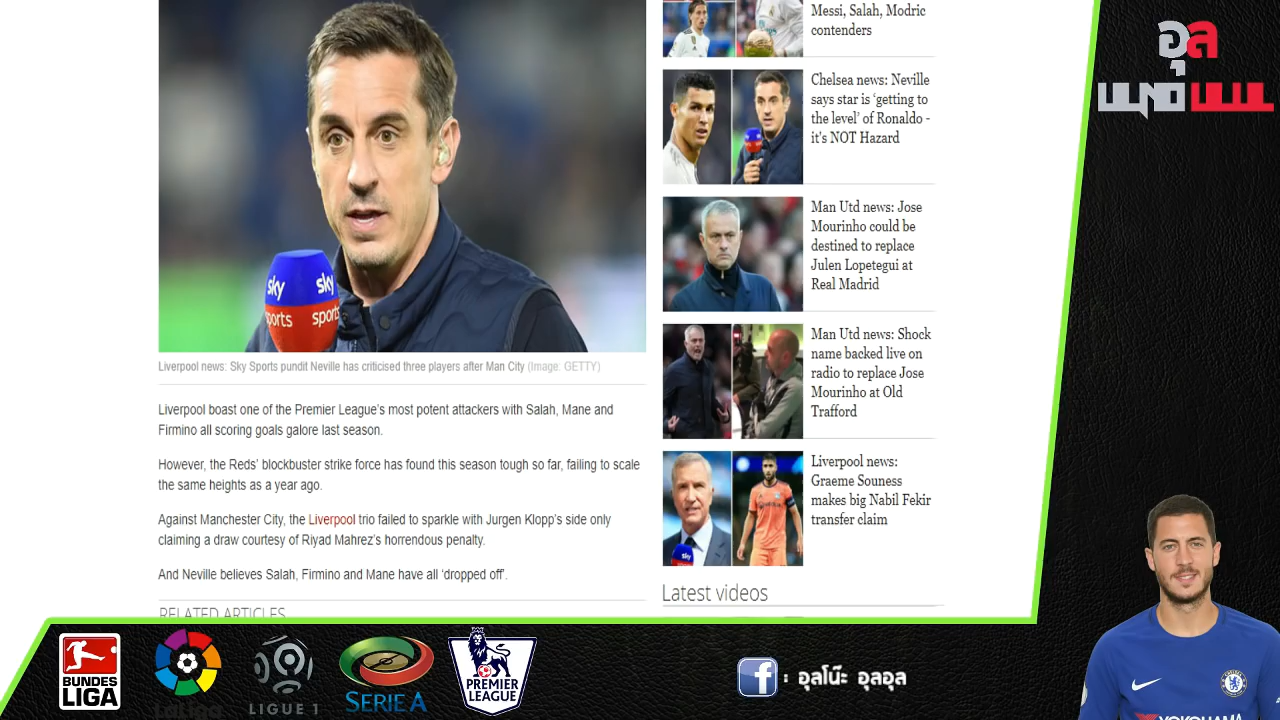 sky
sports
sky
sports
Liverpool news: Sky Sports pundit Neville has criticised three players after Man City (Image: GETTY)
Liverpool boast one of the Premier League's most potent attackers with Salah, Mane and
Firmino all scoring goals galore last season.
However, the Reds' blockbuster strike force has found this season tough so far, failing to scale
the same heights as a year ago.
Against Manchester City, the Liverpool trio failed to sparkle with Jurgen Klopp's side only
claiming a draw courtesy of Riyad Mahrez's horrendous penalty.
And Neville believes Salah, Firmino and Mane have all 'dropped off'.
RELATED ARTICLES
Messi, Salah, Modric
contenders
Chelsea news: Neville
says star is 'getting to
the level' of Ronaldo -
it's NOT Hazard
Man Utd news: Jose
Mourinho could be
destined to replace
Julen Lopetegui at
Real Madrid
Man Utd news: Shock
name backed live on
radio to replace Jose
Mourinho at Old
Trafford
Liverpool news:
Graeme Souness
makes big Nabil Fekir
transfer claim
sky
Latest videos
อุล
BUNDES
LIGA
LaLiga
LIGUE 1
SERIE A
PREMIER
LEAGUE
f : อุลโน๊ะ อุลอุล
YOKOHAMA